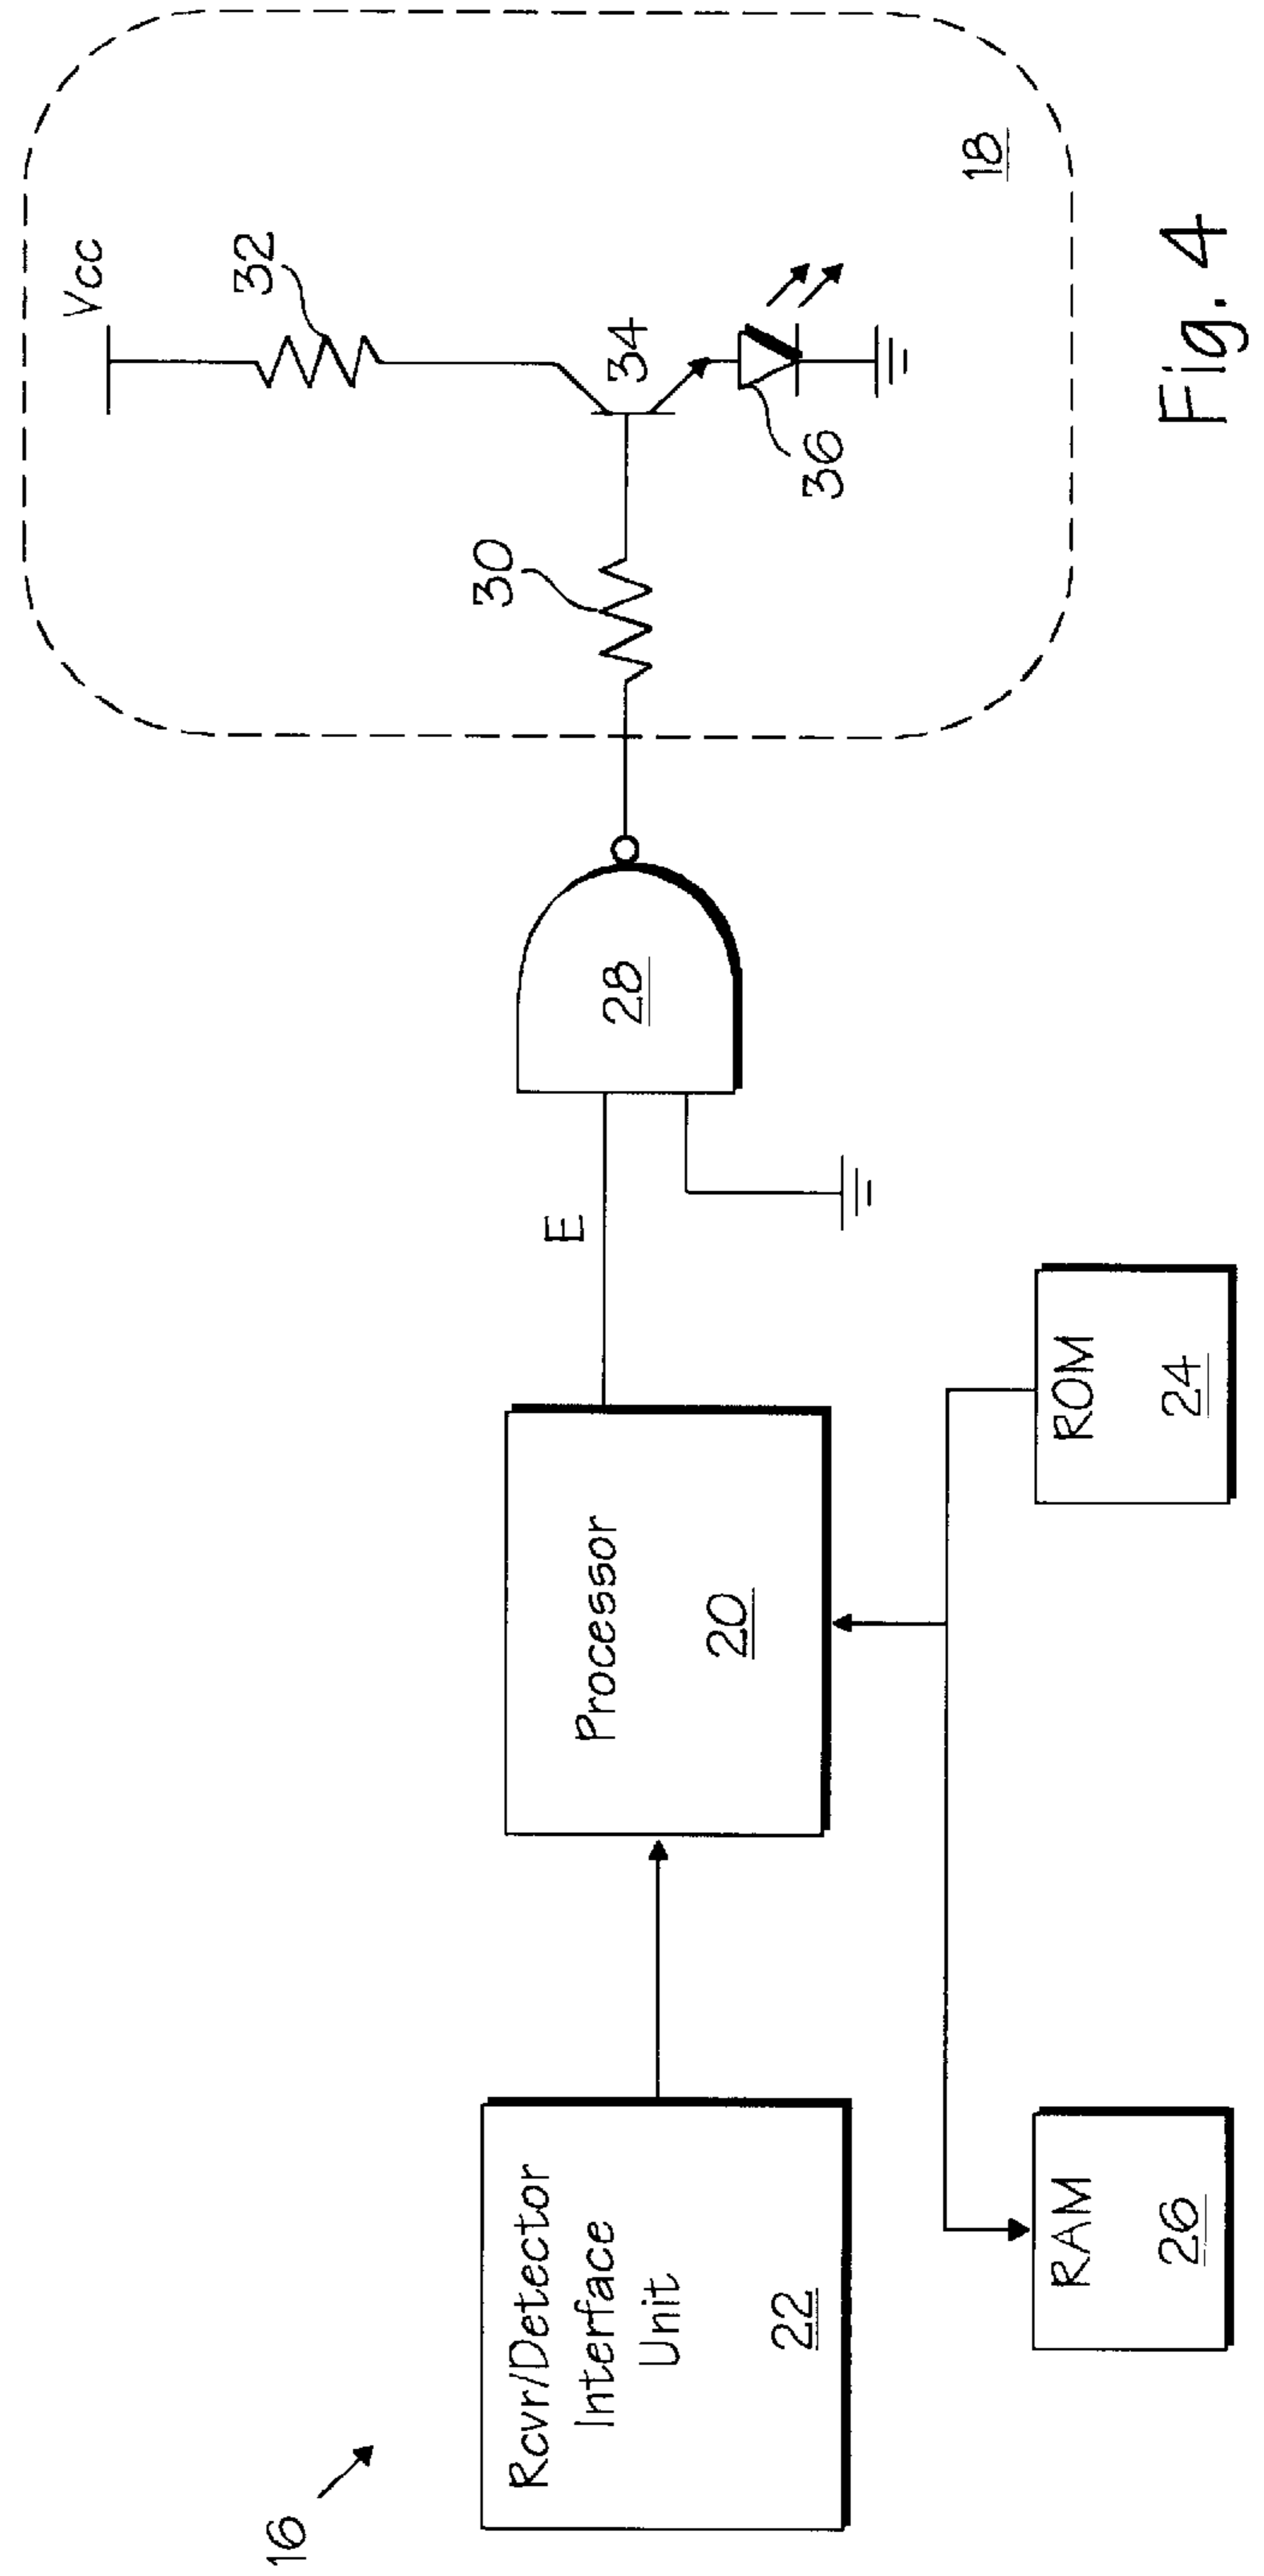 16
Rcvr/Detector
Interface
Unit
22
Processor
20
RAM
26
ROM
24
E
28
30
Vcc
32
34
36
18
Fig. 4